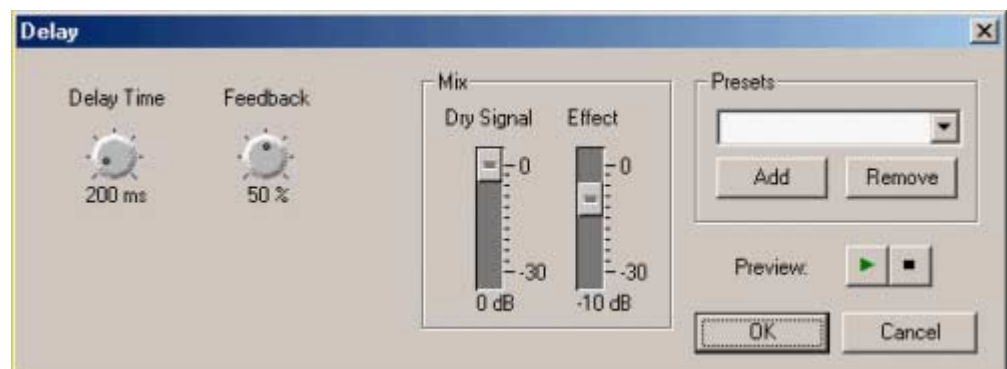 Delay
Delay Time
200 ms
Feedback
50 %
Mix
Dry Signal
0
-30
0 dB
Effect
0
-30
-10 dB
Presets
Add
Remove
Preview:
OK
Cancel